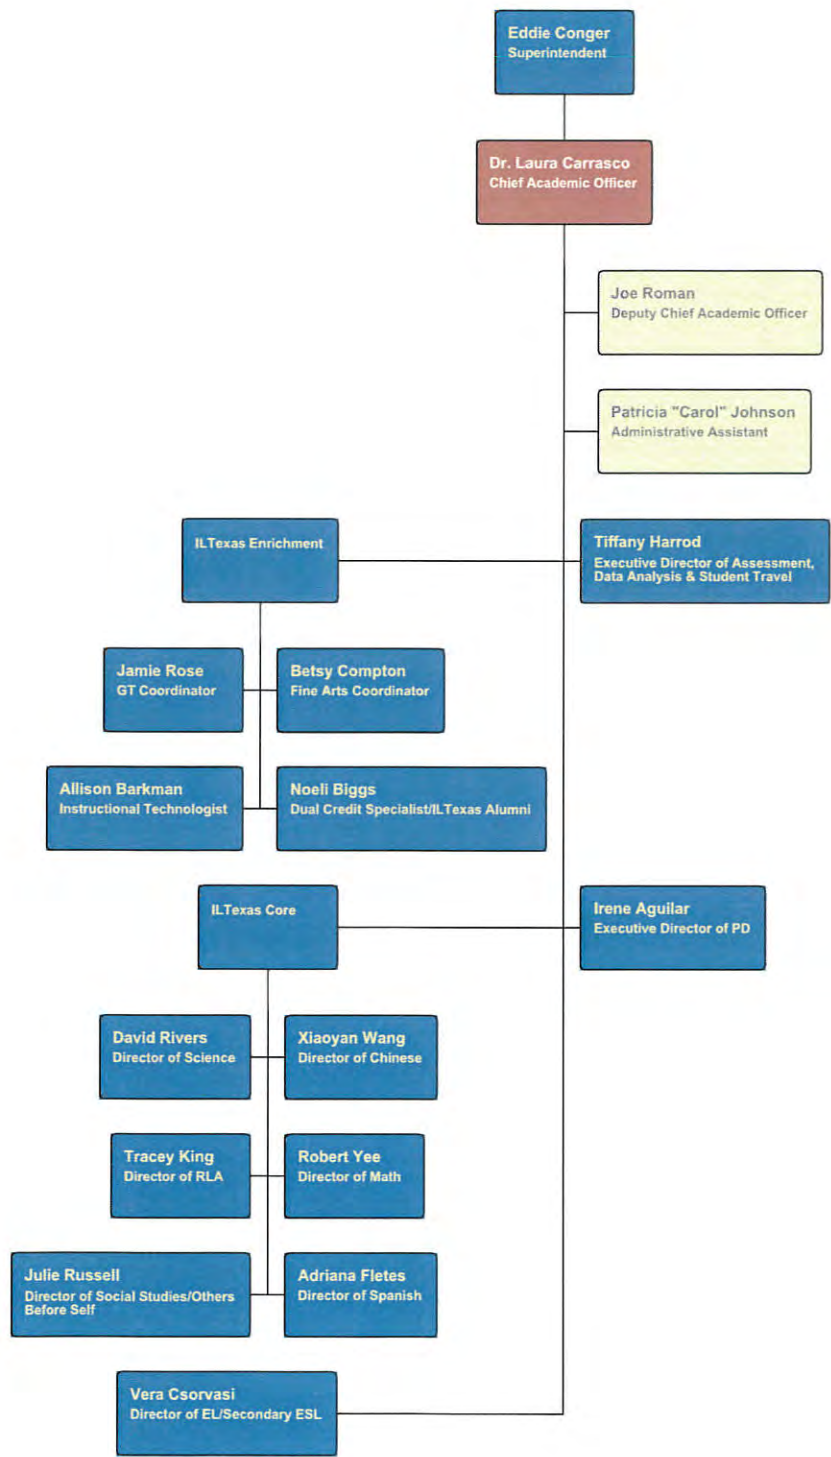 Eddie Conger
Superintendent
Dr. Laura Carrasco
Chief Academic Officer
Joe Roman
Deputy Chief Academic Officer
Patricia "Carol" Johnson
Administrative Assistant
ILTexas Enrichment
Tiffany Harrod
Executive Director of Assessment,
Data Analysis & Student Travel
Jamie Rose
GT Coordinator
Betsy Compton
Fine Arts Coordinator
Allison Barkman
Instructional Technologist
Noeli Biggs
Dual Credit Specialist/ILTexas Alumni
ILTexas Core
Irene Aguilar
Executive Director of PD
David Rivers
Director of Science
Xiaoyan Wang
Director of Chinese
Tracey King
Director of RLA
Robert Yee
Director of Math
Julie Russell
Director of Social Studies/Others
Before Self
Adriana Fletes
Director of Spanish
Vera Csorvasi
Director of EL/Secondary ESL